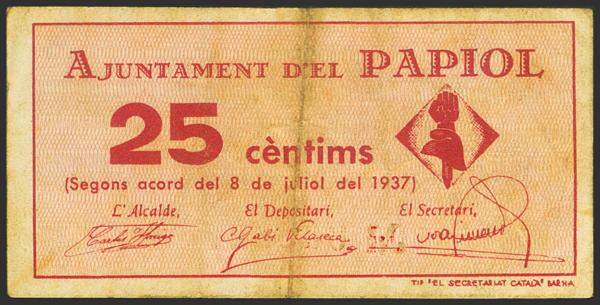 AJUNTAMENT D'EL PAPIOL
25 cèntims
(Segons acord del 8 de juliol del 1937)
L'Alcalde, El Depositari, El Secretari,
TIP "EL SECRETARIAT CATALÀ" BARNA